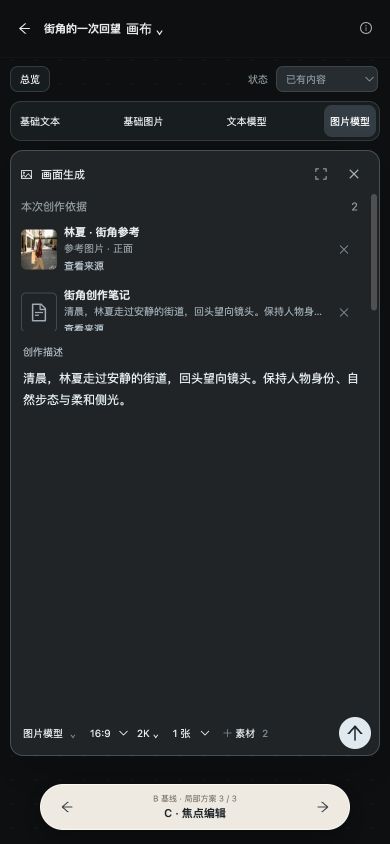 街角的一次回望 画布
总览
状态 已有内容
基础文本 基础图片 文本模型 图片模型
画面生成
本次创作依据 2
林夏 · 街角参考
参考图片 · 正面
查看来源
街角创作笔记
清晨，林夏走过安静的街道，回头望向镜头。保持人物身...
查看来源
创作描述
清晨，林夏走过安静的街道，回头望向镜头。保持人物身份、自
然步态与柔和侧光。
图片模型 16:9 2K 1 张 + 素材 2
B 基线 · 局部方案 3 / 3
C · 焦点编辑